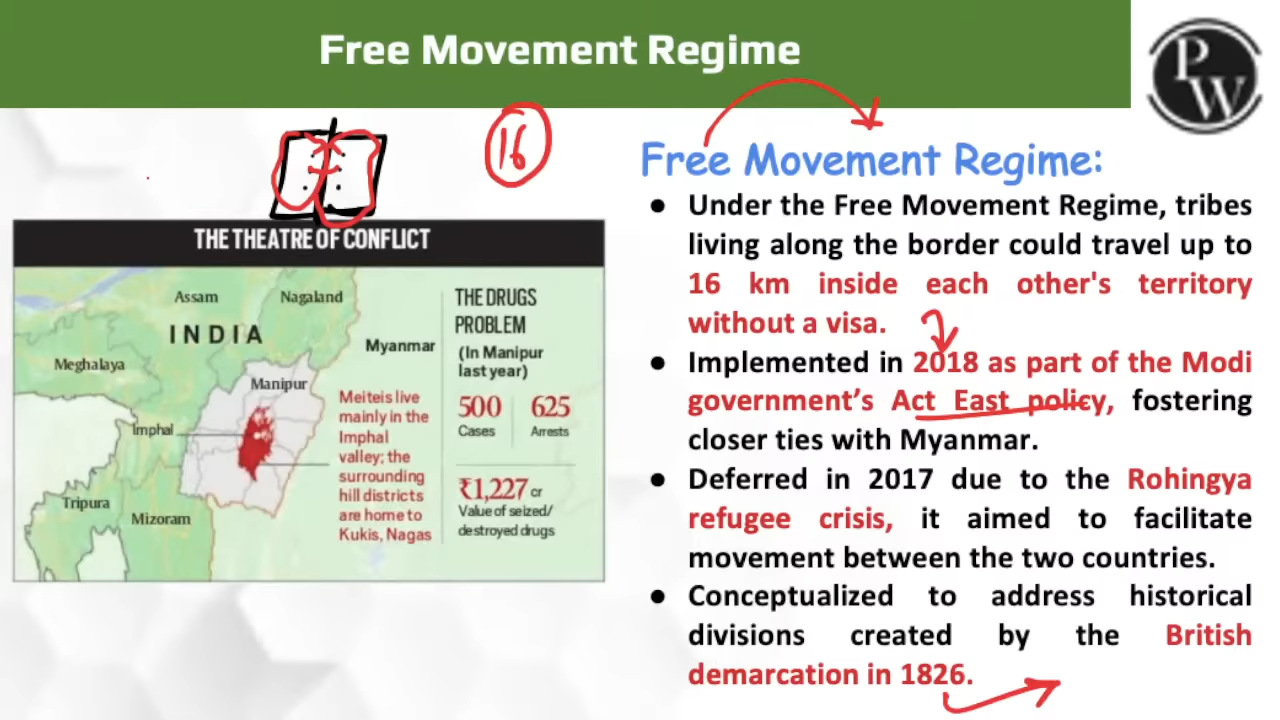 Free Movement Regime
PW
16
Free Movement Regime:
● Under the Free Movement Regime, tribes
living along the border could travel up to
16 km inside each other's territory
without a visa.
● Implemented in 2018 as part of the Modi
government's Act East policy, fostering
closer ties with Myanmar.
● Deferred in 2017 due to the Rohingya
refugee crisis, it aimed to facilitate
movement between the two countries.
● Conceptualized to address historical
divisions created by the British
demarcation in 1826.
THE THEATRE OF CONFLICT
Assam
Nagaland
INDIA
Myanmar
Meghalaya
Manipur
Imphal
Tripura
Mizoram
Meiteis live
mainly in the
Imphal
valley; the
surrounding
hill districts
are home to
Kukis, Nagas
THE DRUGS
PROBLEM
(In Manipur
last year)
500
Cases
625
Arrests
₹1,227 cr
Value of seized/
destroyed drugs